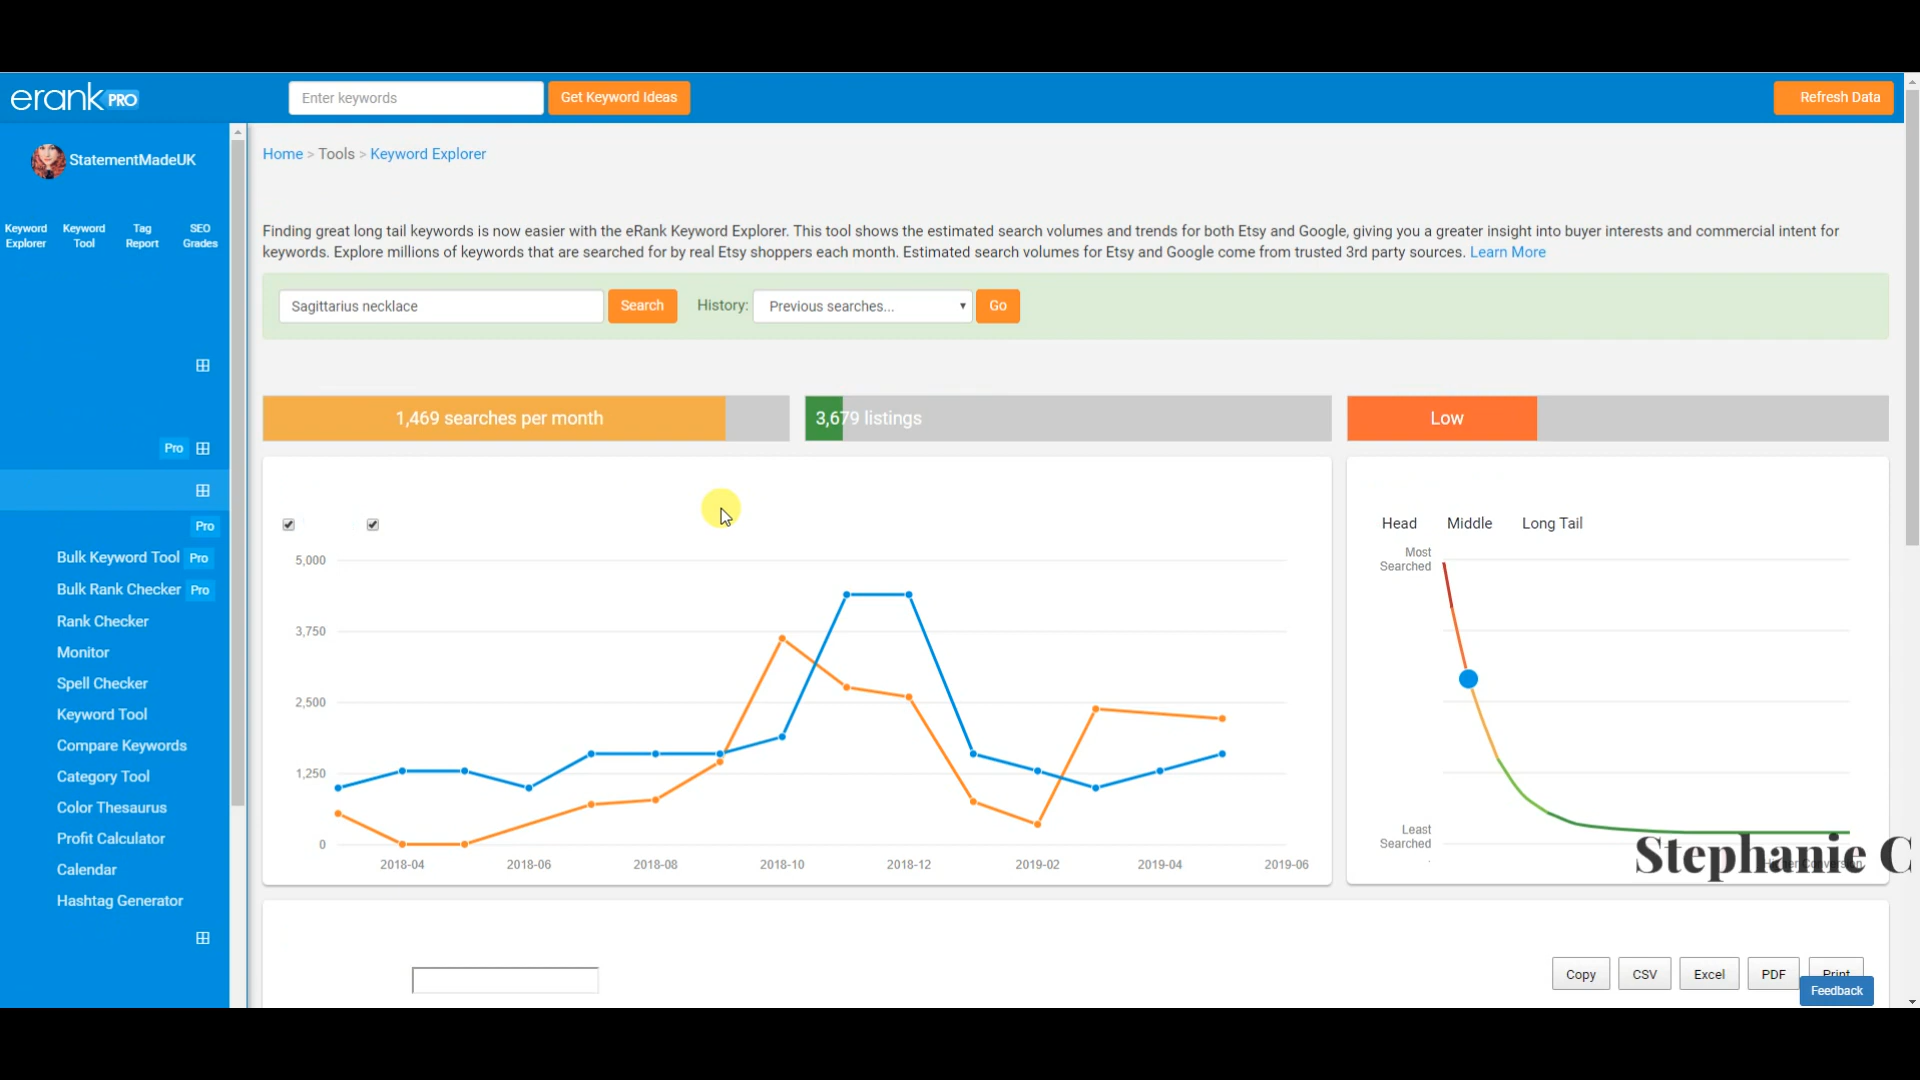 erank PRO
Enter keywords
Get Keyword Ideas
Refresh Data
StatementMadeUK
Keyword Explorer
Keyword Tool
Tag Report
SEO Grades
Pro
Pro
Bulk Keyword Tool Pro
Bulk Rank Checker Pro
Rank Checker
Monitor
Spell Checker
Keyword Tool
Compare Keywords
Category Tool
Color Thesaurus
Profit Calculator
Calendar
Hashtag Generator
Home > Tools > Keyword Explorer
Finding great long tail keywords is now easier with the eRank Keyword Explorer. This tool shows the estimated search volumes and trends for both Etsy and Google, giving you a greater insight into buyer interests and commercial intent for
keywords. Explore millions of keywords that are searched for by real Etsy shoppers each month. Estimated search volumes for Etsy and Google come from trusted 3rd party sources. Learn More
Sagittarius necklace
Search
History:
Previous searches...
Go
1,469 searches per month
3,679 listings
Low
5,000
3,750
2,500
1,250
0
2018-04 2018-06 2018-08 2018-10 2018-12 2019-02 2019-04 2019-06
Head Middle Long Tail
Most
Searched
Least
Searched
Higher Conversion
Stephanie C
Copy
CSV
Excel
PDF
Print
Feedback